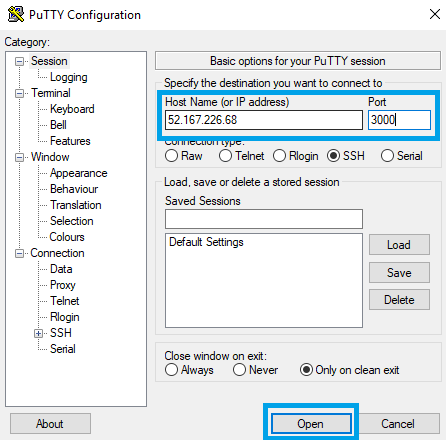 PuTTY Configuration
Category:
Session
Logging
Terminal
Keyboard
Bell
Features
Window
Appearance
Behaviour
Translation
Selection
Colours
Connection
Data
Proxy
Telnet
Rlogin
SSH
Serial
Basic options for your PuTTY session
Specify the destination you want to connect to
Host Name (or IP address) Port
52.167.226.68 3000
Connection type:
Raw Telnet Rlogin SSH Serial
Load, save or delete a stored session
Saved Sessions
Default Settings
Load
Save
Delete
Close window on exit:
Always Never Only on clean exit
About Open Cancel